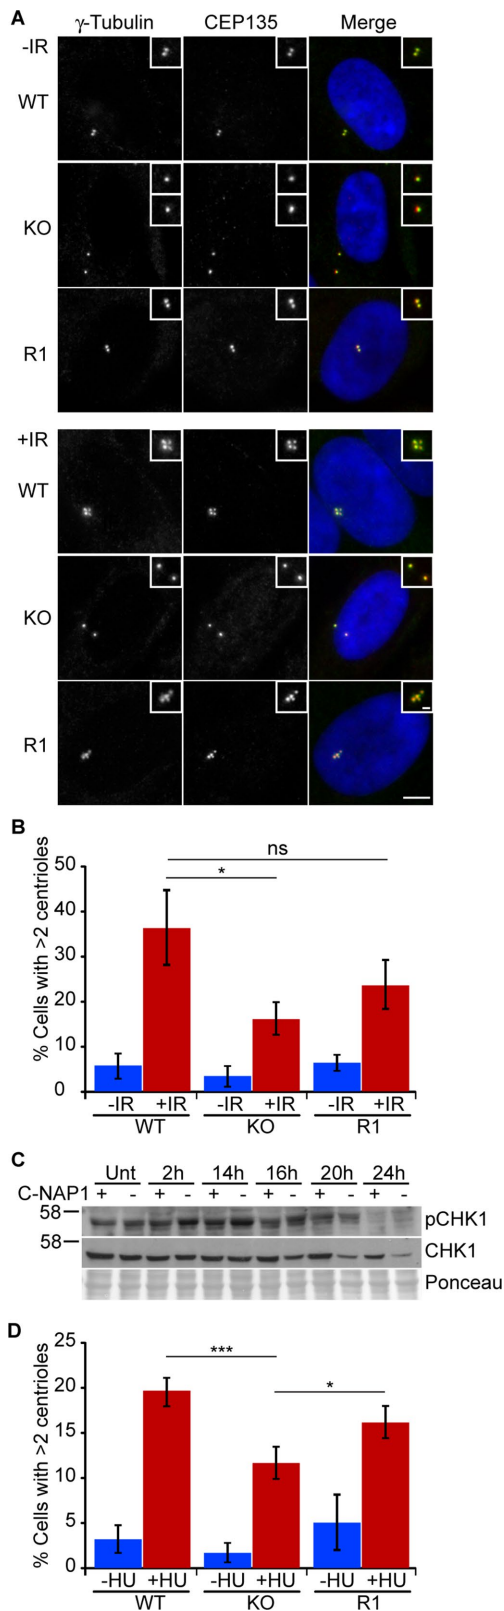 A
γ-Tubulin CEP135 Merge
-IR
WT
KO
R1
+IR
WT
KO
R1
B
% Cells with >2 centrioles
50
40
30
20
10
0
ns
*
-IR +IR -IR +IR -IR +IR
WT KO R1
C
Unt 2h 14h 16h 20h 24h
C-NAP1 + - + - + - + - + - + -
58
pCHK1
58
CHK1
Ponceau
D
% Cells with >2 centrioles
25
20
15
10
5
0
***
*
-HU +HU -HU +HU -HU +HU
WT KO R1